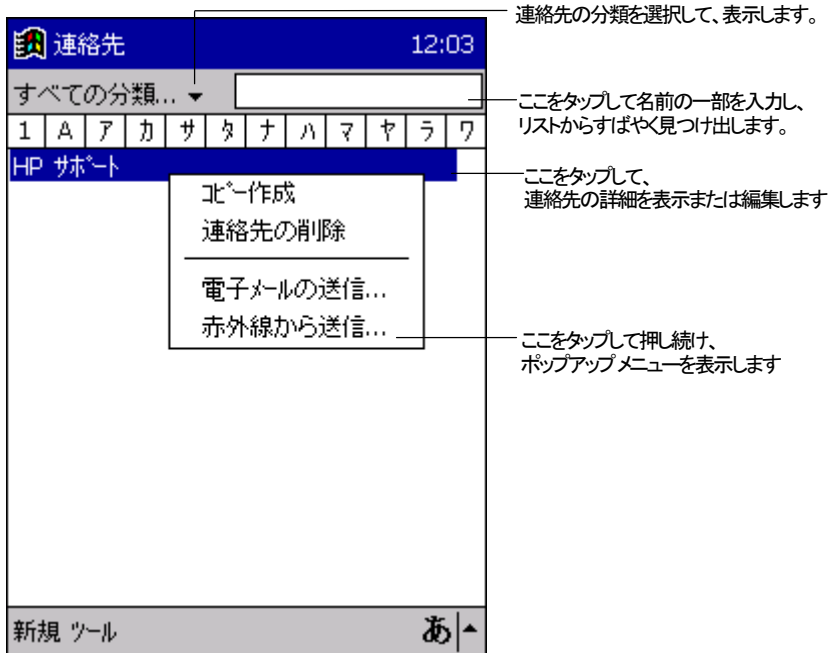 連絡先の分類を選択して、表示します。
連絡先 12:03
すべての分類...
ここをタップして名前の一部を入力し、
リストからすばやく見つけ出します。
1 A ア カ サ タ ナ ハ マ ヤ ラ ワ
HP ｻﾎﾟｰﾄ
ここをタップして、
連絡先の詳細を表示または編集します
ｺﾋﾟｰ作成
連絡先の削除
電子ﾒｰﾙの送信...
赤外線から送信...
ここをタップして押し続け、
ポップアップメニューを表示します
新規 ﾂｰﾙ あ